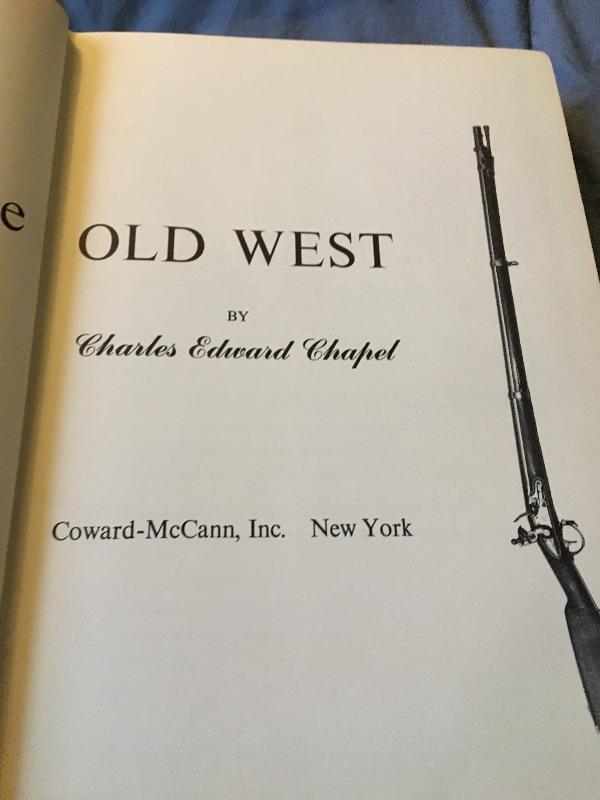 e
OLD WEST
BY
Charles Edward Chapel
Coward-McCann, Inc. New York